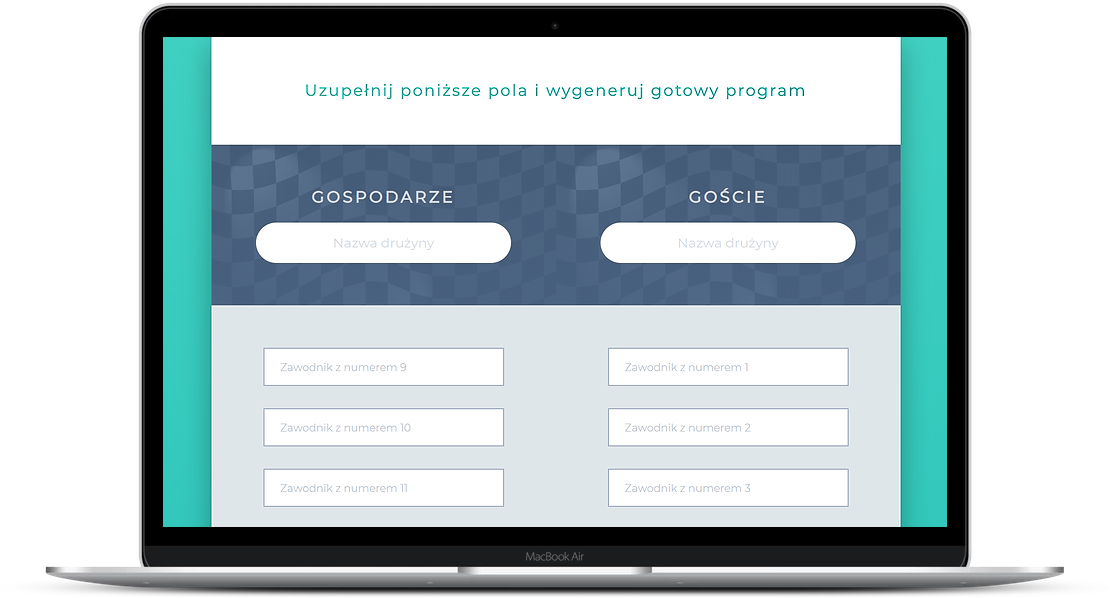 Uzupełnij poniższe pola i wygeneruj gotowy program
GOSPODARZE
GOŚCIE
Nazwa drużyny
Nazwa drużyny
Zawodnik z numerem 9
Zawodnik z numerem 1
Zawodnik z numerem 10
Zawodnik z numerem 2
Zawodnik z numerem 11
Zawodnik z numerem 3
MacBook Air